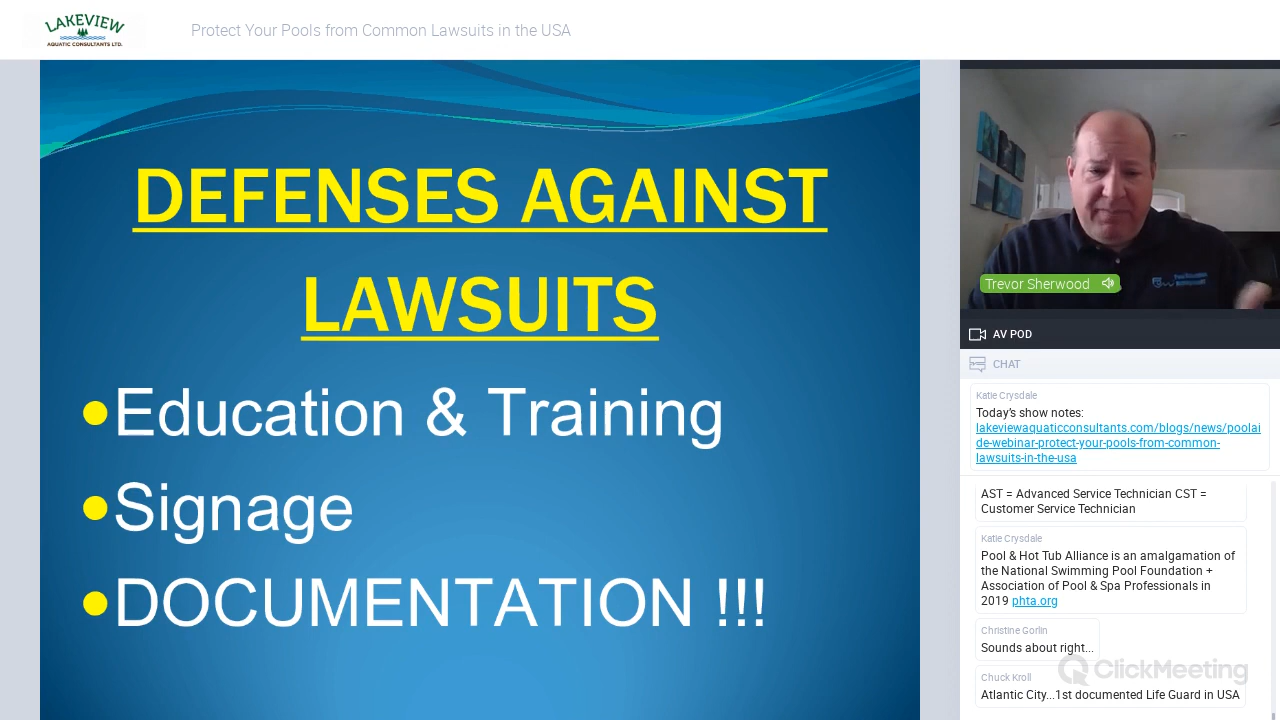 LAKEVIEW
AQUATIC CONSULTANTS LTD.
Protect Your Pools from Common Lawsuits in the USA
DEFENSES AGAINST
LAWSUITS
•Education & Training
•Signage
•DOCUMENTATION !!!
Trevor Sherwood
AV POD
CHAT
Katie Crysdale
Today's show notes:
lakeviewaquaticconsultants.com/blogs/news/poolai
de-webinar-protect-your-pools-from-common-
lawsuits-in-the-usa
AST = Advanced Service Technician CST =
Customer Service Technician
Katie Crysdale
Pool & Hot Tub Alliance is an amalgamation of
the National Swimming Pool Foundation +
Association of Pool & Spa Professionals in
2019 phta.org
Christine Gorlin
Sounds about right...
ClickMeeting
Chuck Kroll
Atlantic City...1st documented Life Guard in USA